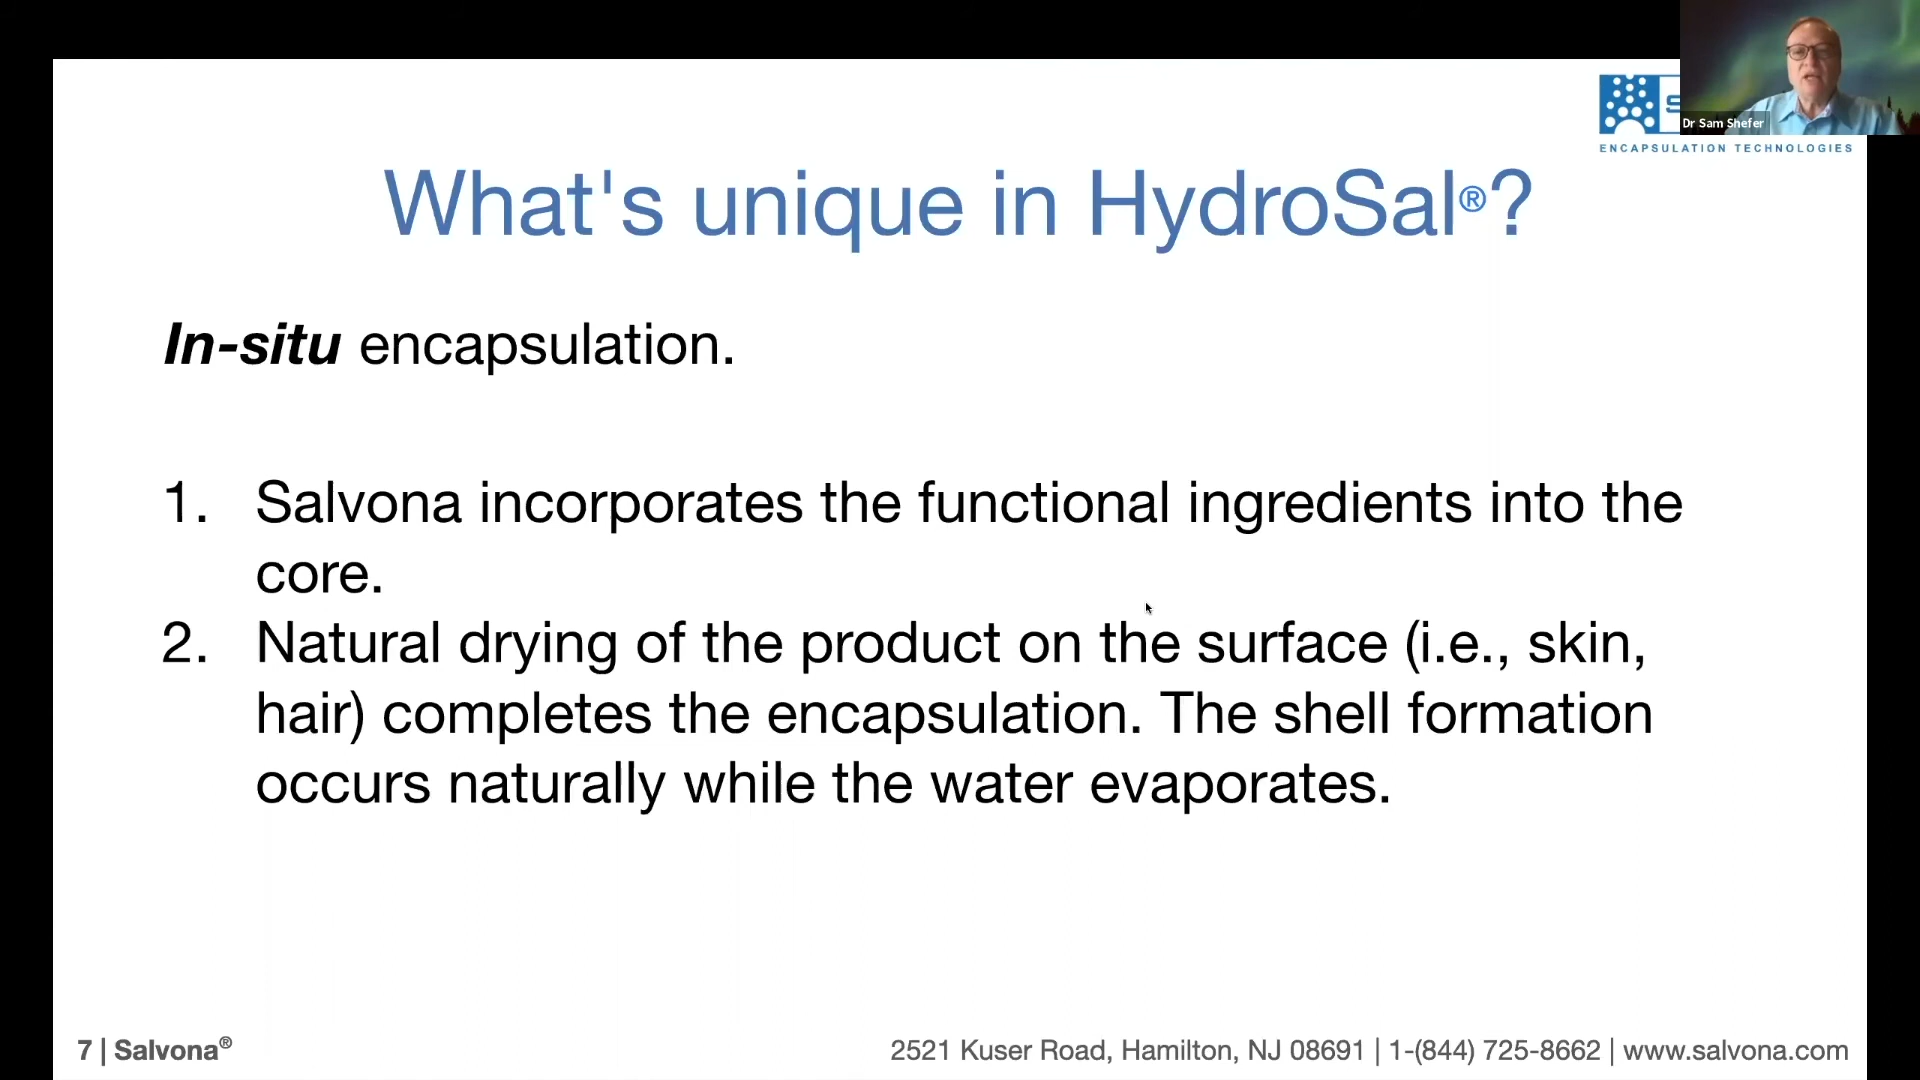 Dr Sam Shefer
S
ENCAPSULATION TECHNOLOGIES
What's unique in HydroSal®?
In-situ encapsulation.
1. Salvona incorporates the functional ingredients into the
core.
2. Natural drying of the product on the surface (i.e., skin,
hair) completes the encapsulation. The shell formation
occurs naturally while the water evaporates.
7 | Salvona®
2521 Kuser Road, Hamilton, NJ 08691 | 1-(844) 725-8662 | www.salvona.com